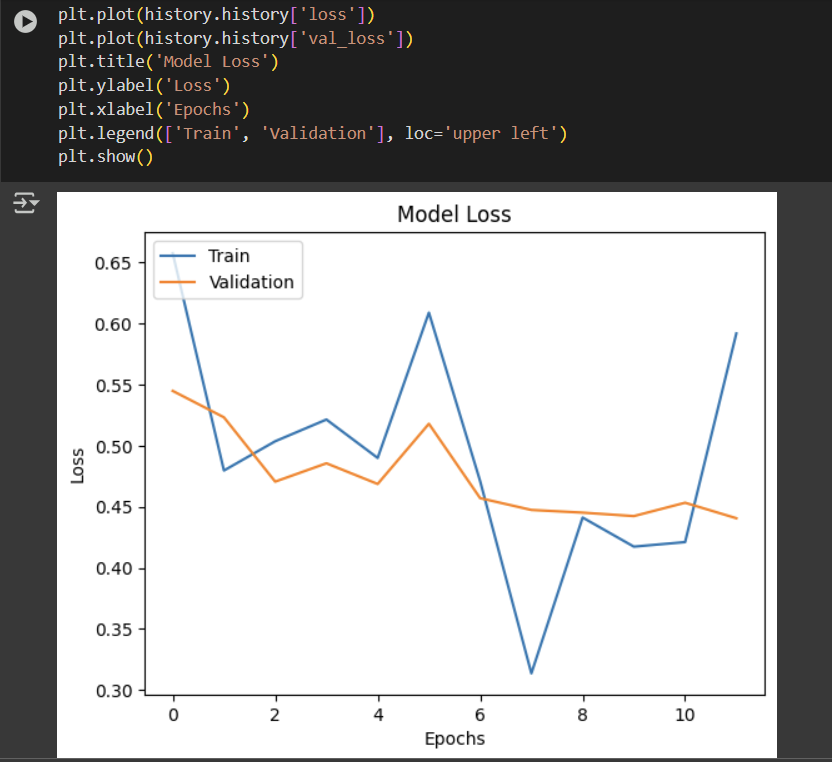 plt.plot(history.history['loss'])
plt.plot(history.history['val_loss'])
plt.title('Model Loss')
plt.ylabel('Loss')
plt.xlabel('Epochs')
plt.legend(['Train', 'Validation'], loc='upper left')
plt.show()
Model Loss
Train
Validation
0.65
0.60
0.55
0.50
0.45
0.40
0.35
0.30
Loss
0 2 4 6 8 10
Epochs